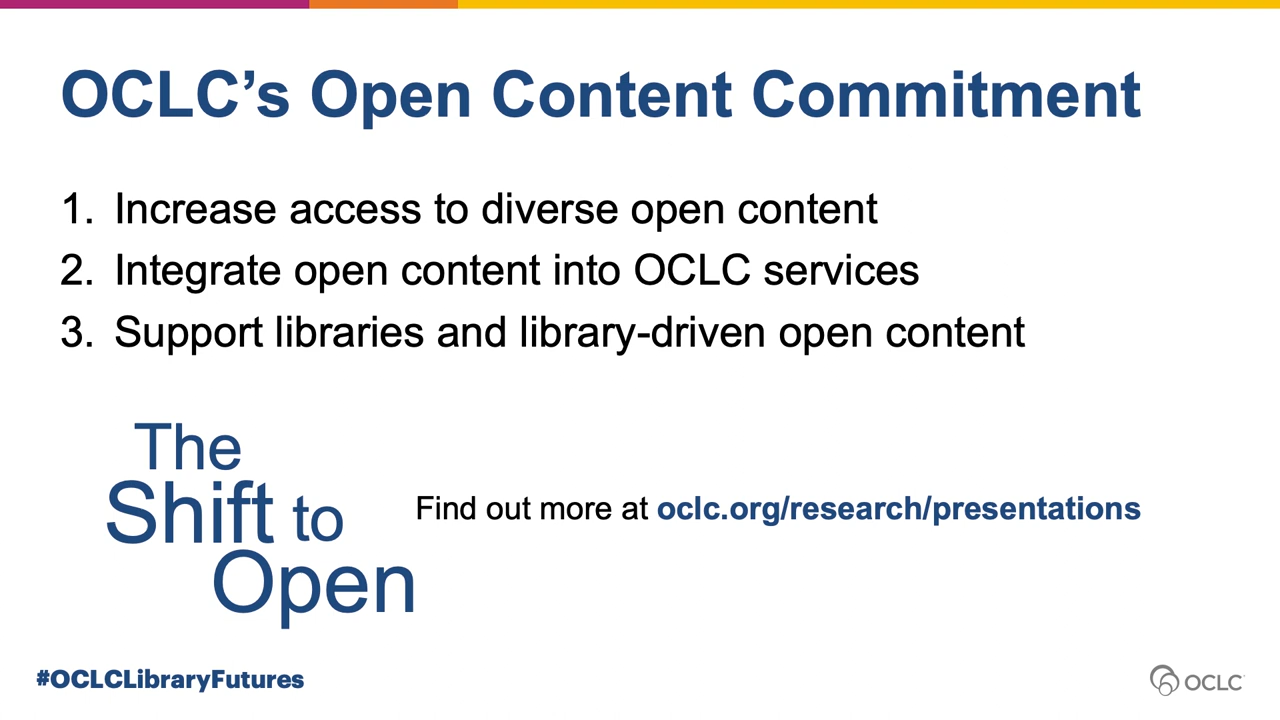 OCLC’s Open Content Commitment
1. Increase access to diverse open content
2. Integrate open content into OCLC services
3. Support libraries and library-driven open content
The
Shift to
Open
Find out more at oclc.org/research/presentations
#OCLCLibraryFutures
OCLC